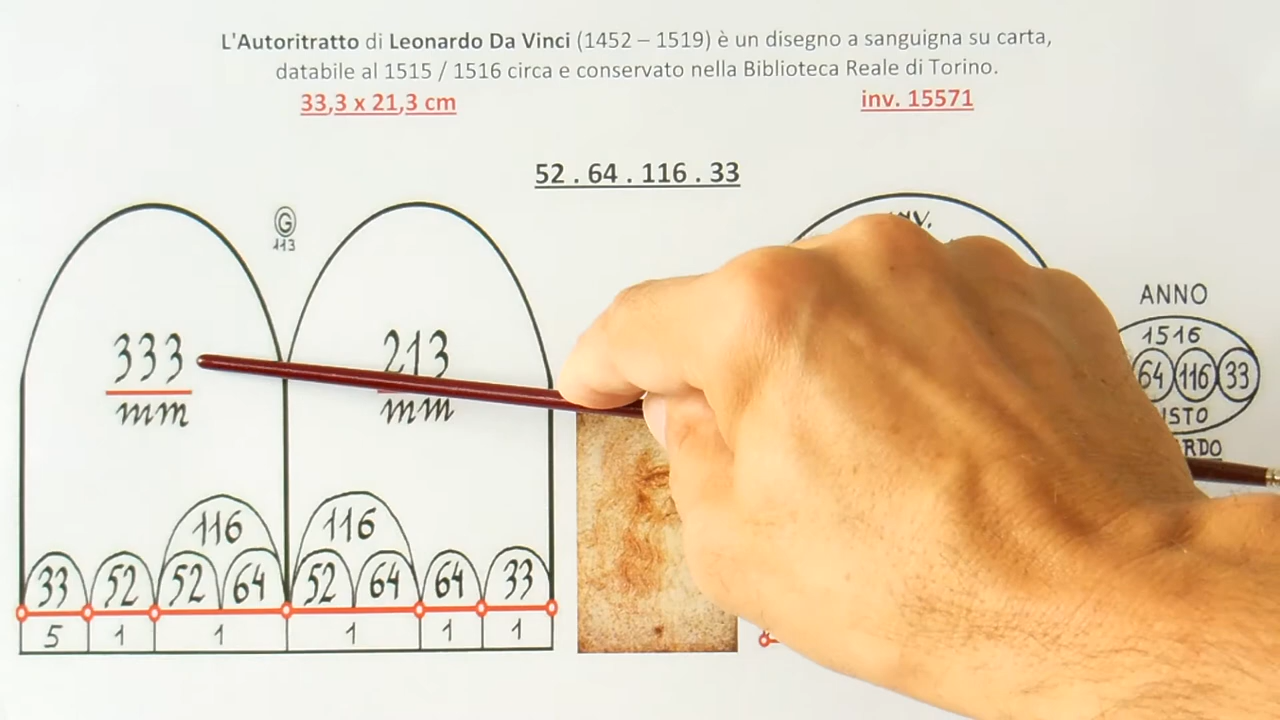 L'Autoritratto di Leonardo Da Vinci (1452 – 1519) è un disegno a sanguigna su carta,
databile al 1515 / 1516 circa e conservato nella Biblioteca Reale di Torino.
33,3 x 21,3 cm
inv. 15571
52 . 64 . 116 . 33
G
113
333
mm
213
mm
116
116
33
52
52
64
52
64
64
33
5
1
1
1
1
1
ANNO
1516
64 116 33